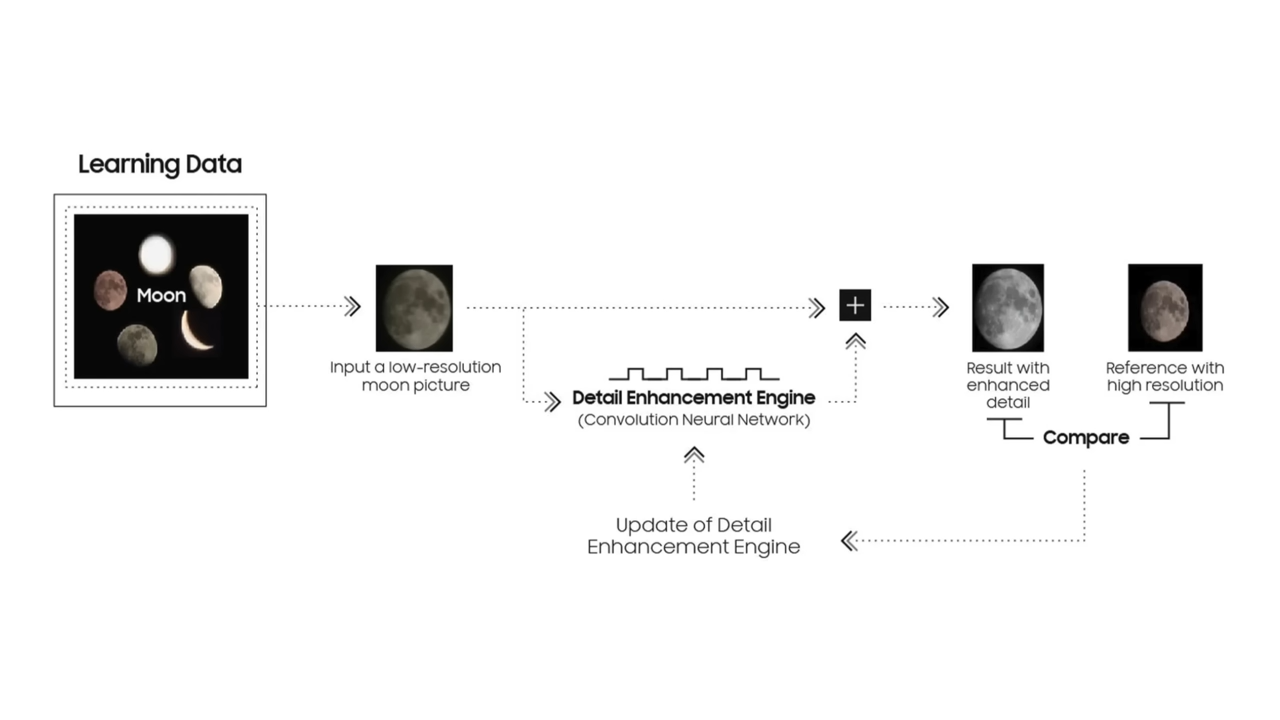 Learning Data
Moon
Input a low-resolution
moon picture
Detail Enhancement Engine
(Convolution Neural Network)
Update of Detail
Enhancement Engine
Result with
enhanced
detail
Reference with
high resolution
Compare